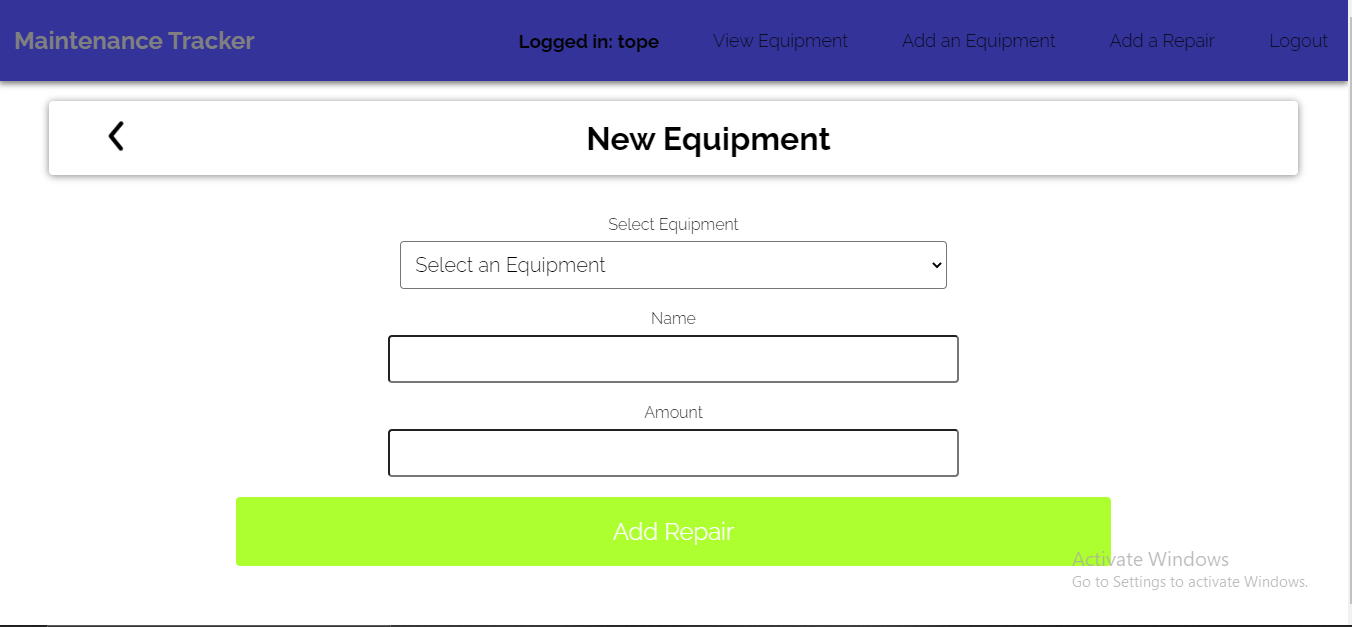 Maintenance Tracker
Logged in: tope
View Equipment
Add an Equipment
Add a Repair
Logout
New Equipment
Select Equipment
Select an Equipment
Name
Amount
Add Repair
Activate Windows
Go to Settings to activate Windows.